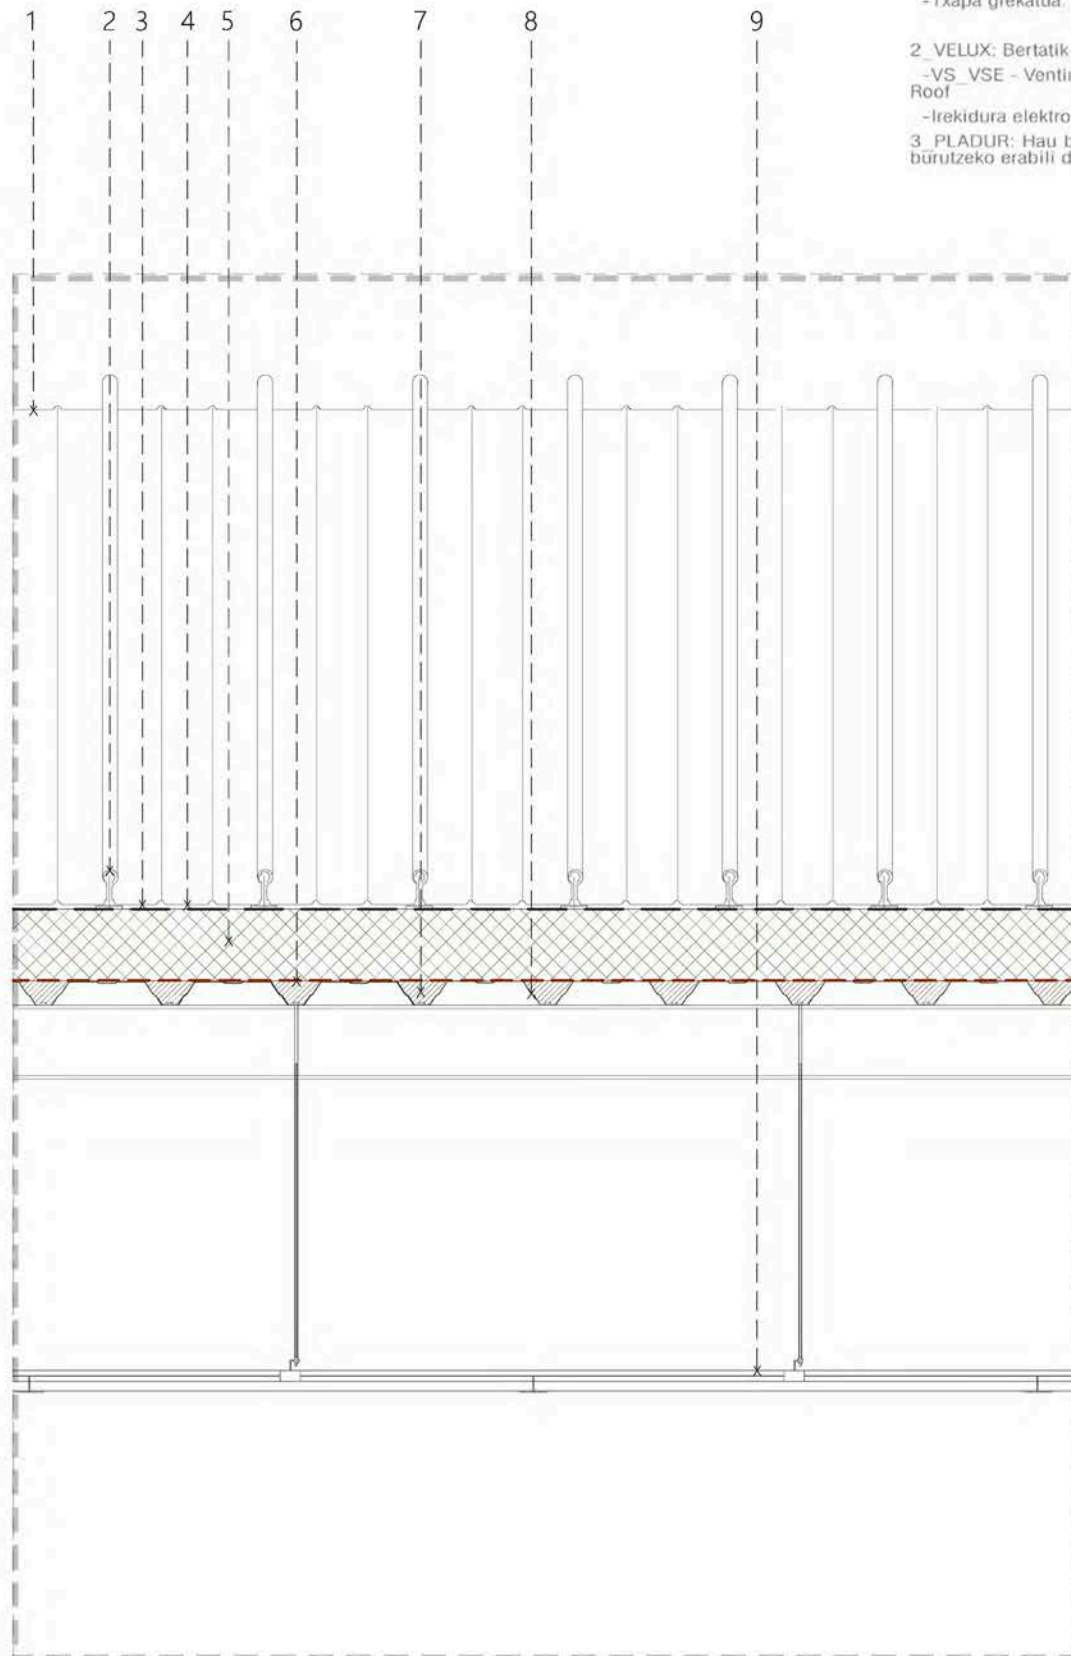 1 2 3 4 5 6 7 8 9
-Txapa grekatua.
2_VELUX: Bertatik
-VS_VSE - Ventin
Roof
-Irekidura elektro
3_PLADUR: Hau b
burutzeko erabili d